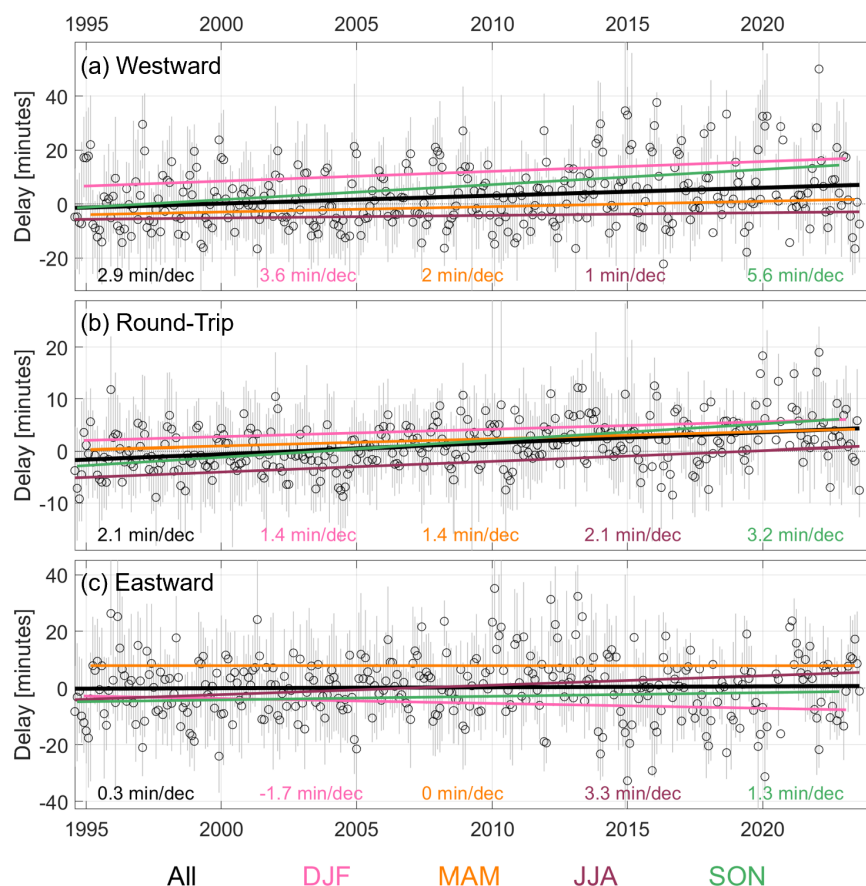 1995 2000 2005 2010 2015 2020
(a) Westward
40
20
0
-20
Delay [minutes]
2.9 min/dec 3.6 min/dec 2 min/dec 1 min/dec 5.6 min/dec
(b) Round-Trip
20
10
0
-10
Delay [minutes]
2.1 min/dec 1.4 min/dec 1.4 min/dec 2.1 min/dec 3.2 min/dec
(c) Eastward
40
20
0
-20
-40
Delay [minutes]
0.3 min/dec -1.7 min/dec 0 min/dec 3.3 min/dec 1.3 min/dec
1995 2000 2005 2010 2015 2020
All DJF MAM JJA SON